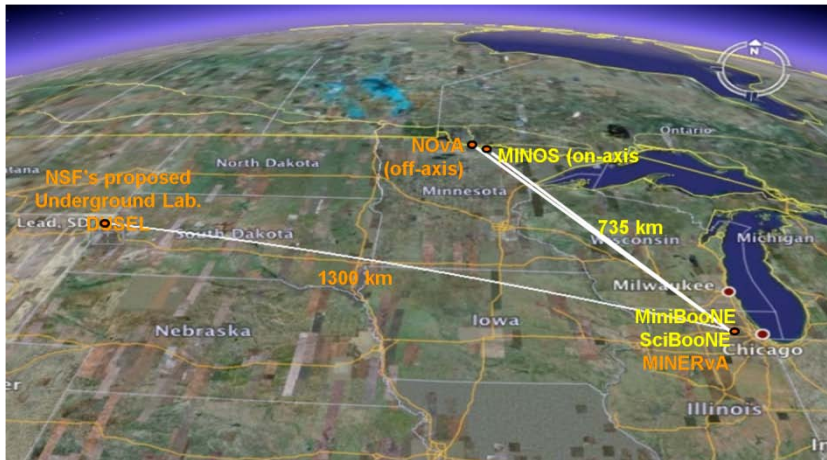 N
Ontario
NOvA
(off-axis)
MINOS (on-axis
North Dakota
Minnesota
NSF's proposed
Underground Lab.
DUSEL
Lead, SD
South Dakota
735 km
Wisconsin
Michigan
1300 km
Milwaukee
MiniBooNE
SciBooNE
MINERvA
Chicago
Iowa
Nebraska
Illinois
In